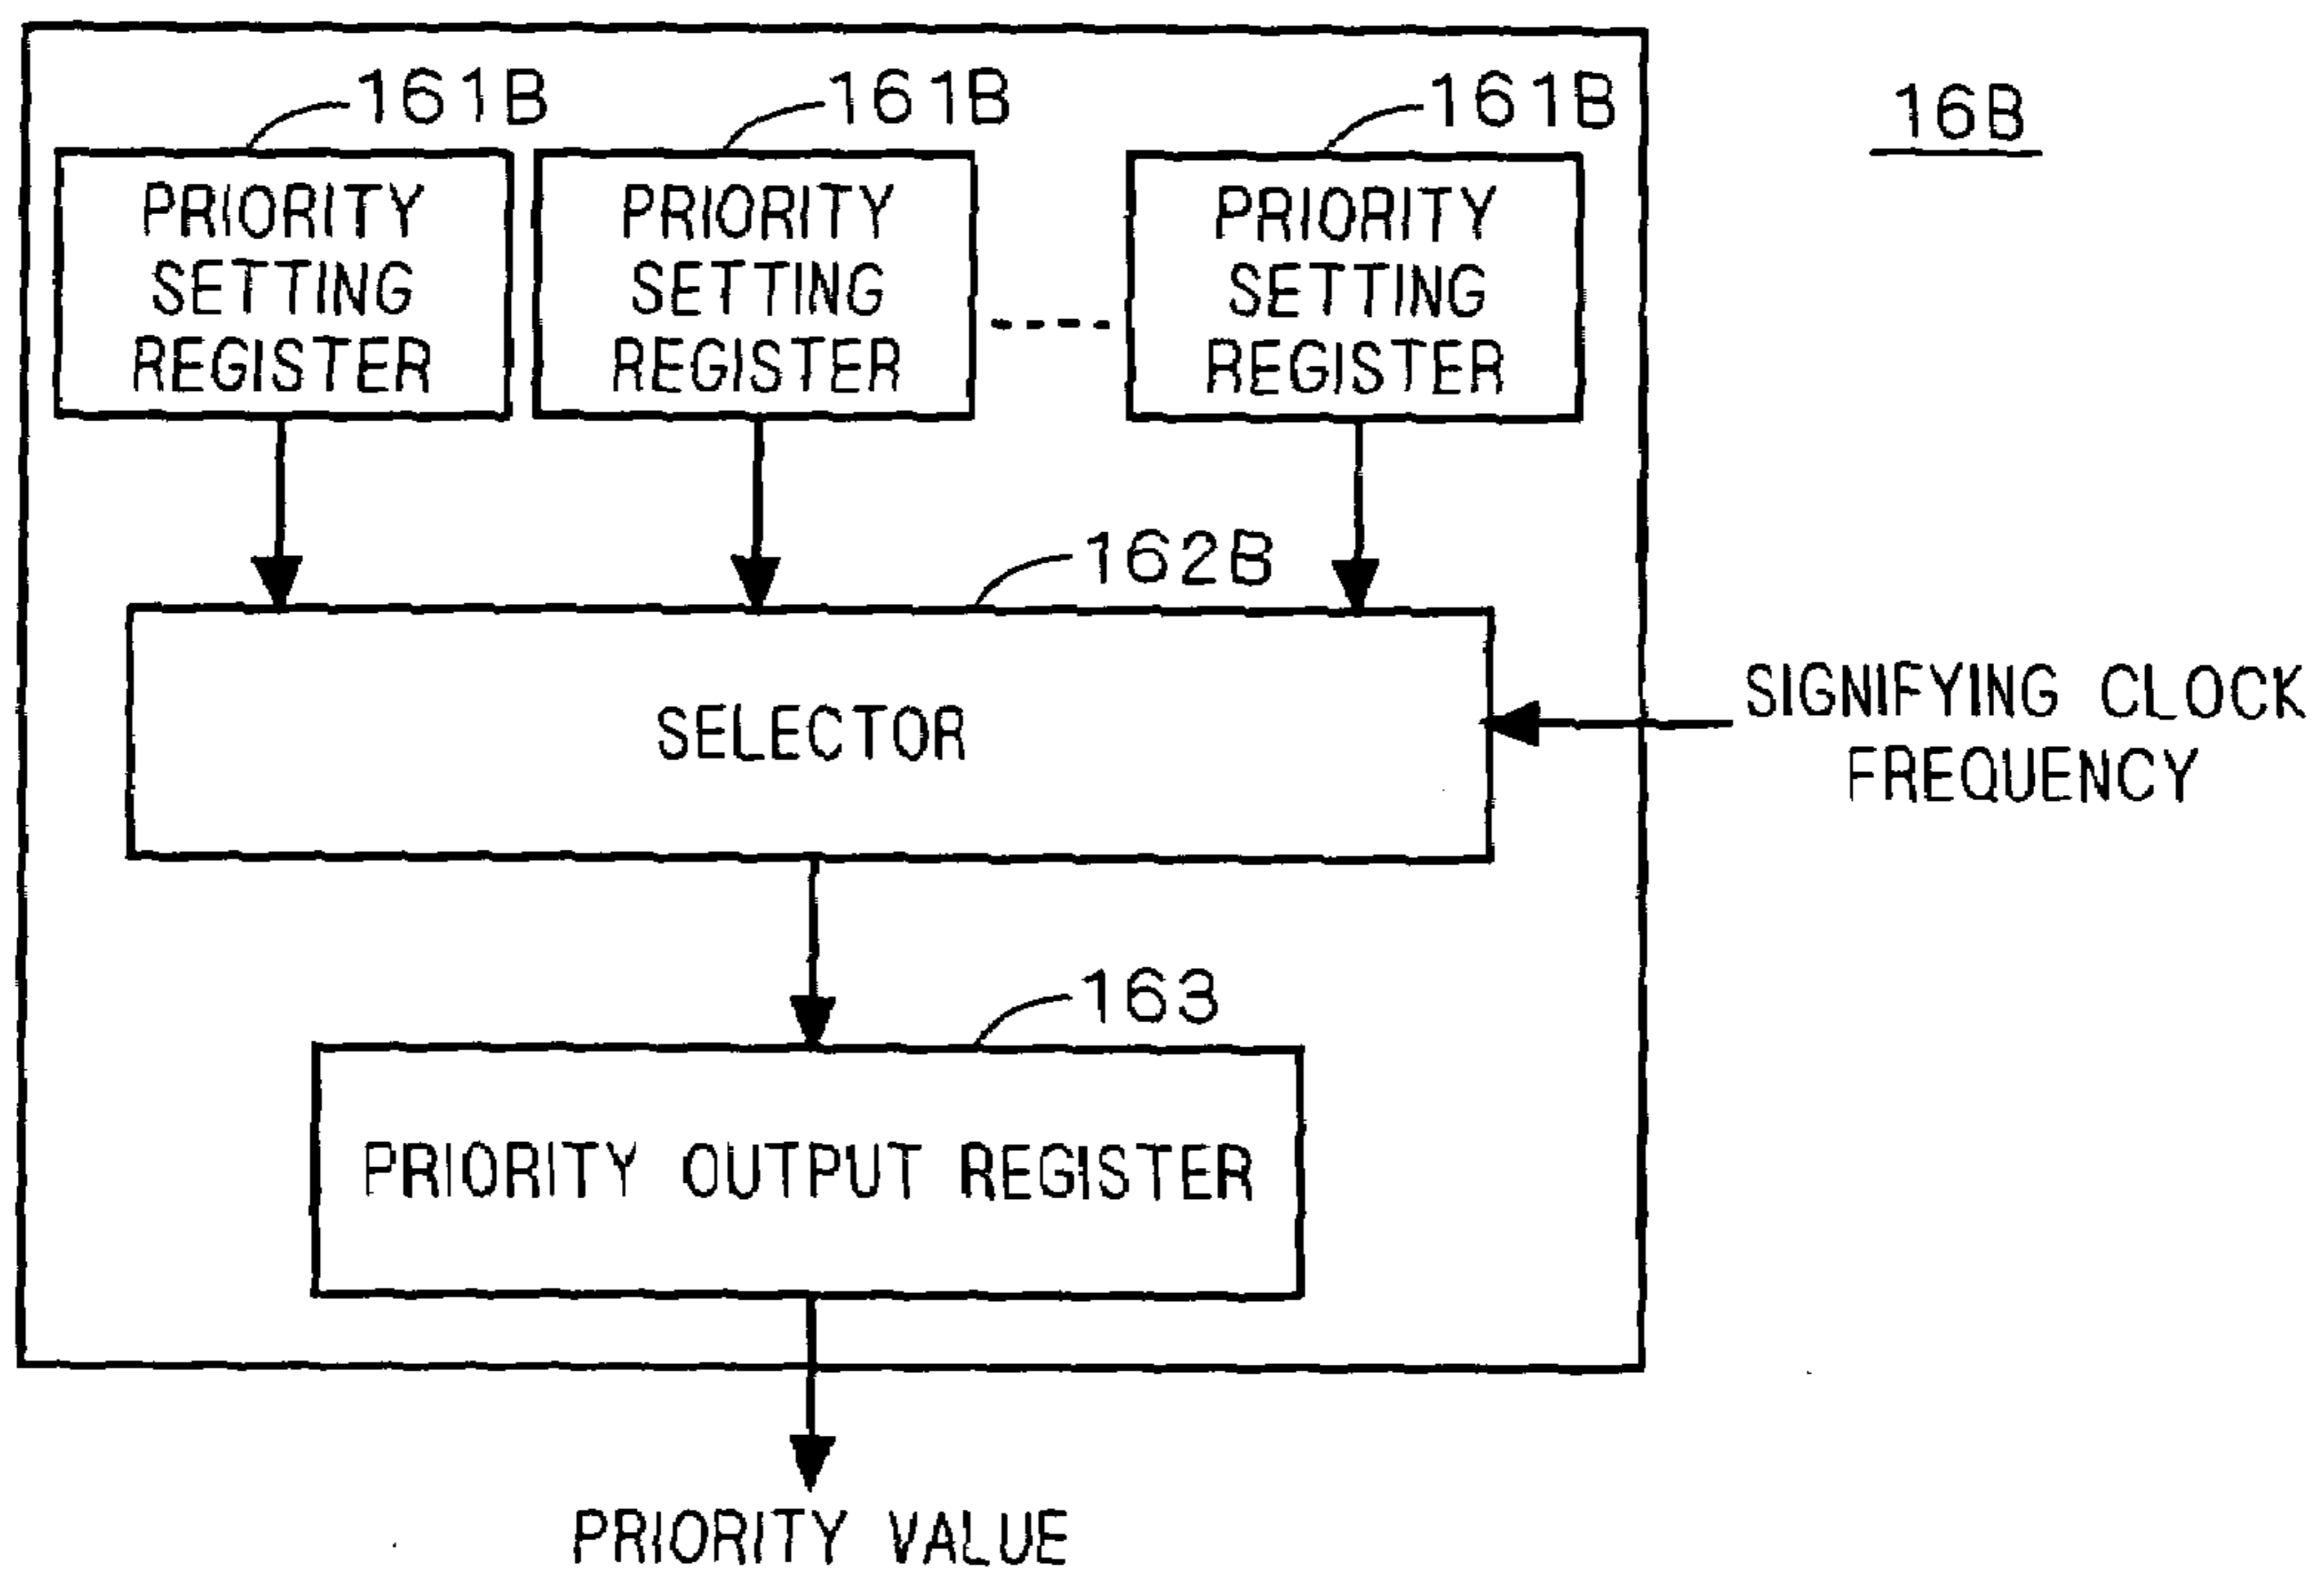 161B
161B
161B
16B
PRIORITY
SETTING
REGISTER
PRIORITY
SETTING
REGISTER
PRIORITY
SETTING
REGISTER
162B
SELECTOR
SIGNIFYING CLOCK
FREQUENCY
163
PRIORITY OUTPUT REGISTER
PRIORITY VALUE